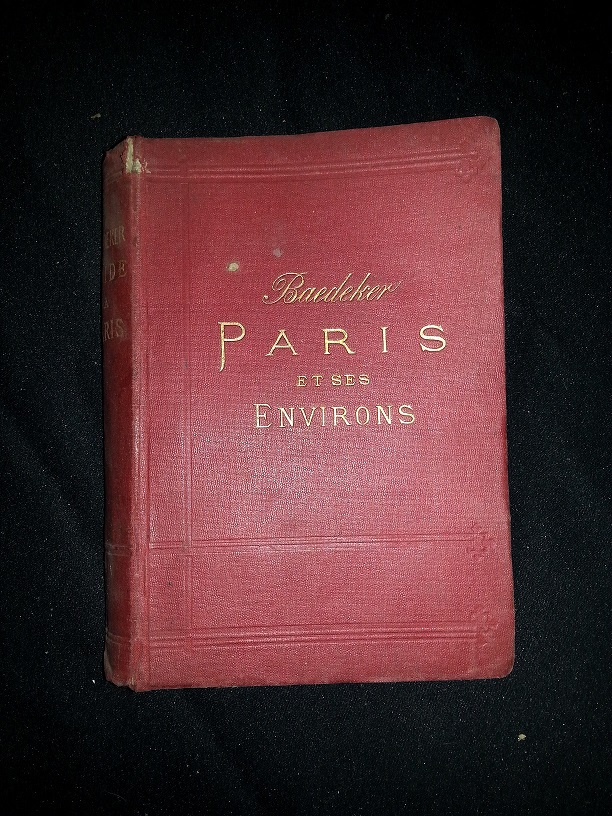 Baedeker
PARIS
ET SES
ENVIRONS